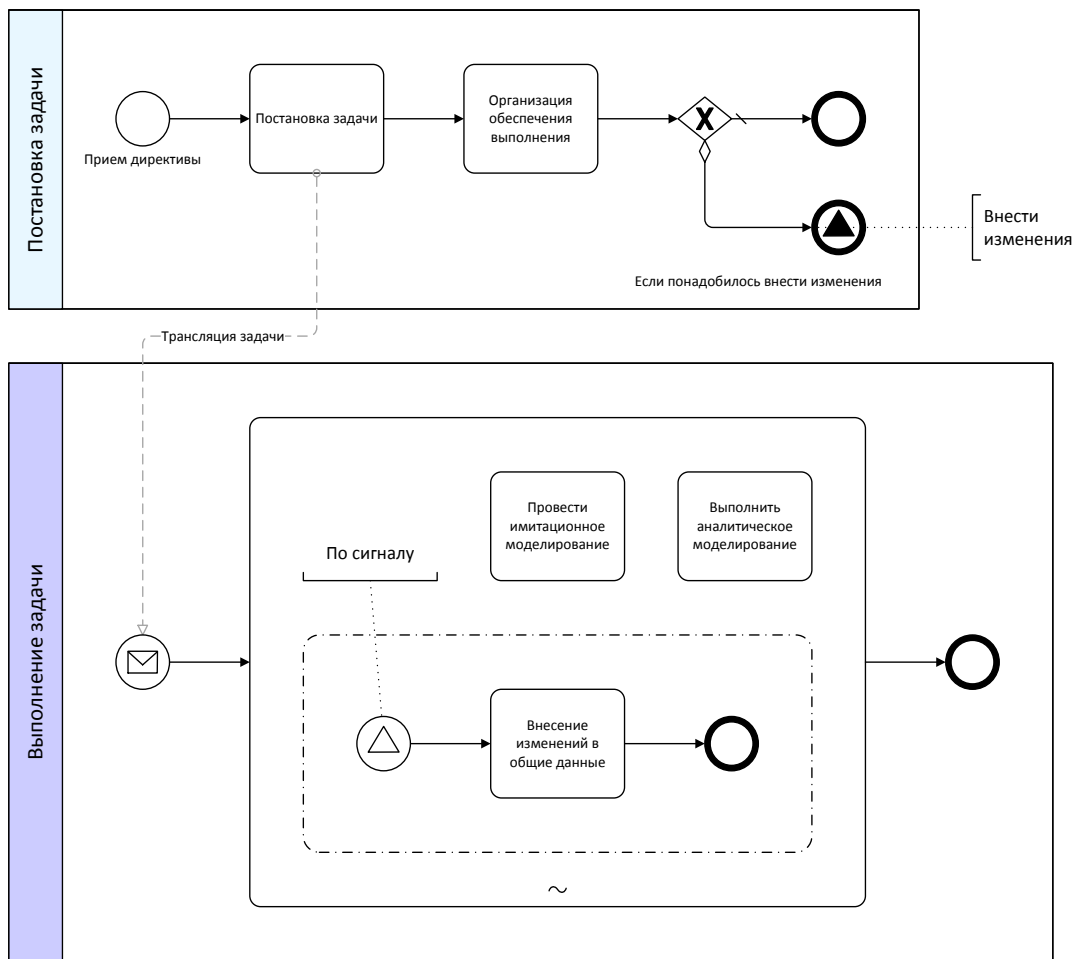 Постановка задачи
Прием директивы
Постановка задачи
Организация
обеспечения
выполнения
X
Внести
изменения
Если понадобилось внести изменения
Трансляция задачи
Выполнение задачи
Провести
имитационное
моделирование
Выполнить
аналитическое
моделирование
По сигналу
Внесение
изменений в
общие данные